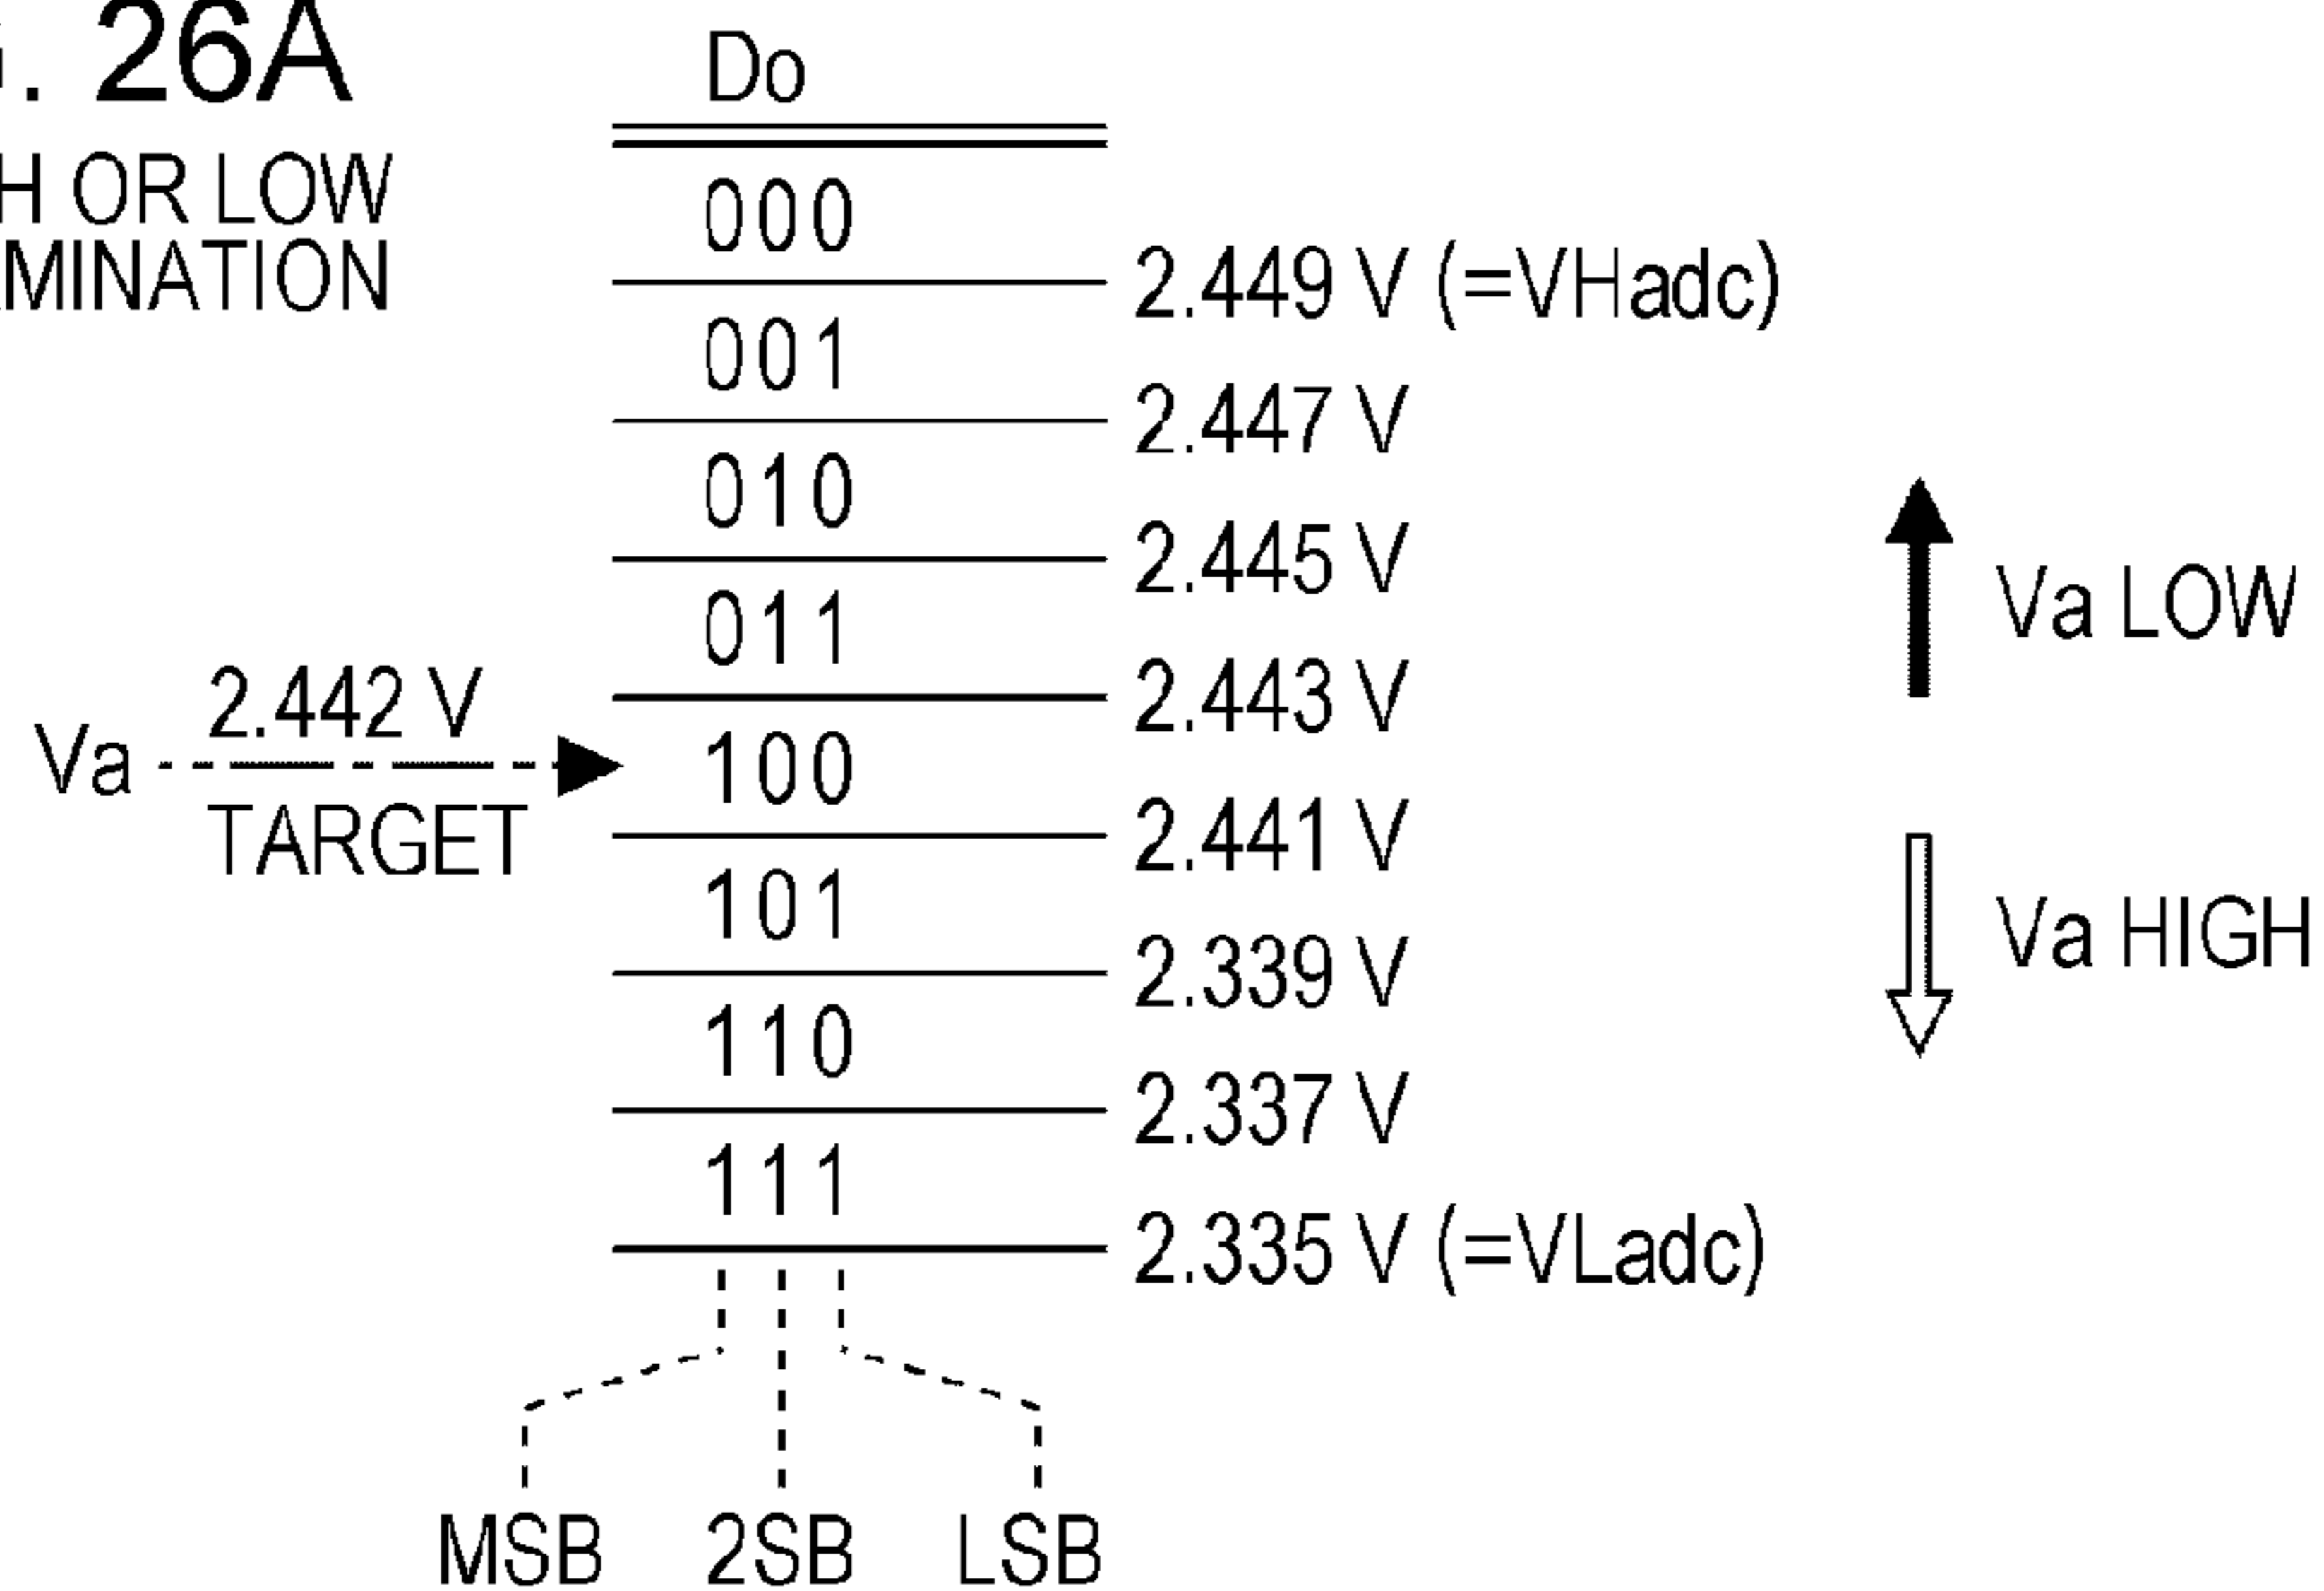 . 26A
H OR LOW
MINATION
Do
000
2.449 V (=VHadc)
001
2.447 V
010
2.445 V
011
2.443 V
Va LOW
Va 2.442 V
TARGET
100
2.441 V
101
2.339 V
Va HIGH
110
2.337 V
111
2.335 V (=VLadc)
MSB 2SB LSB